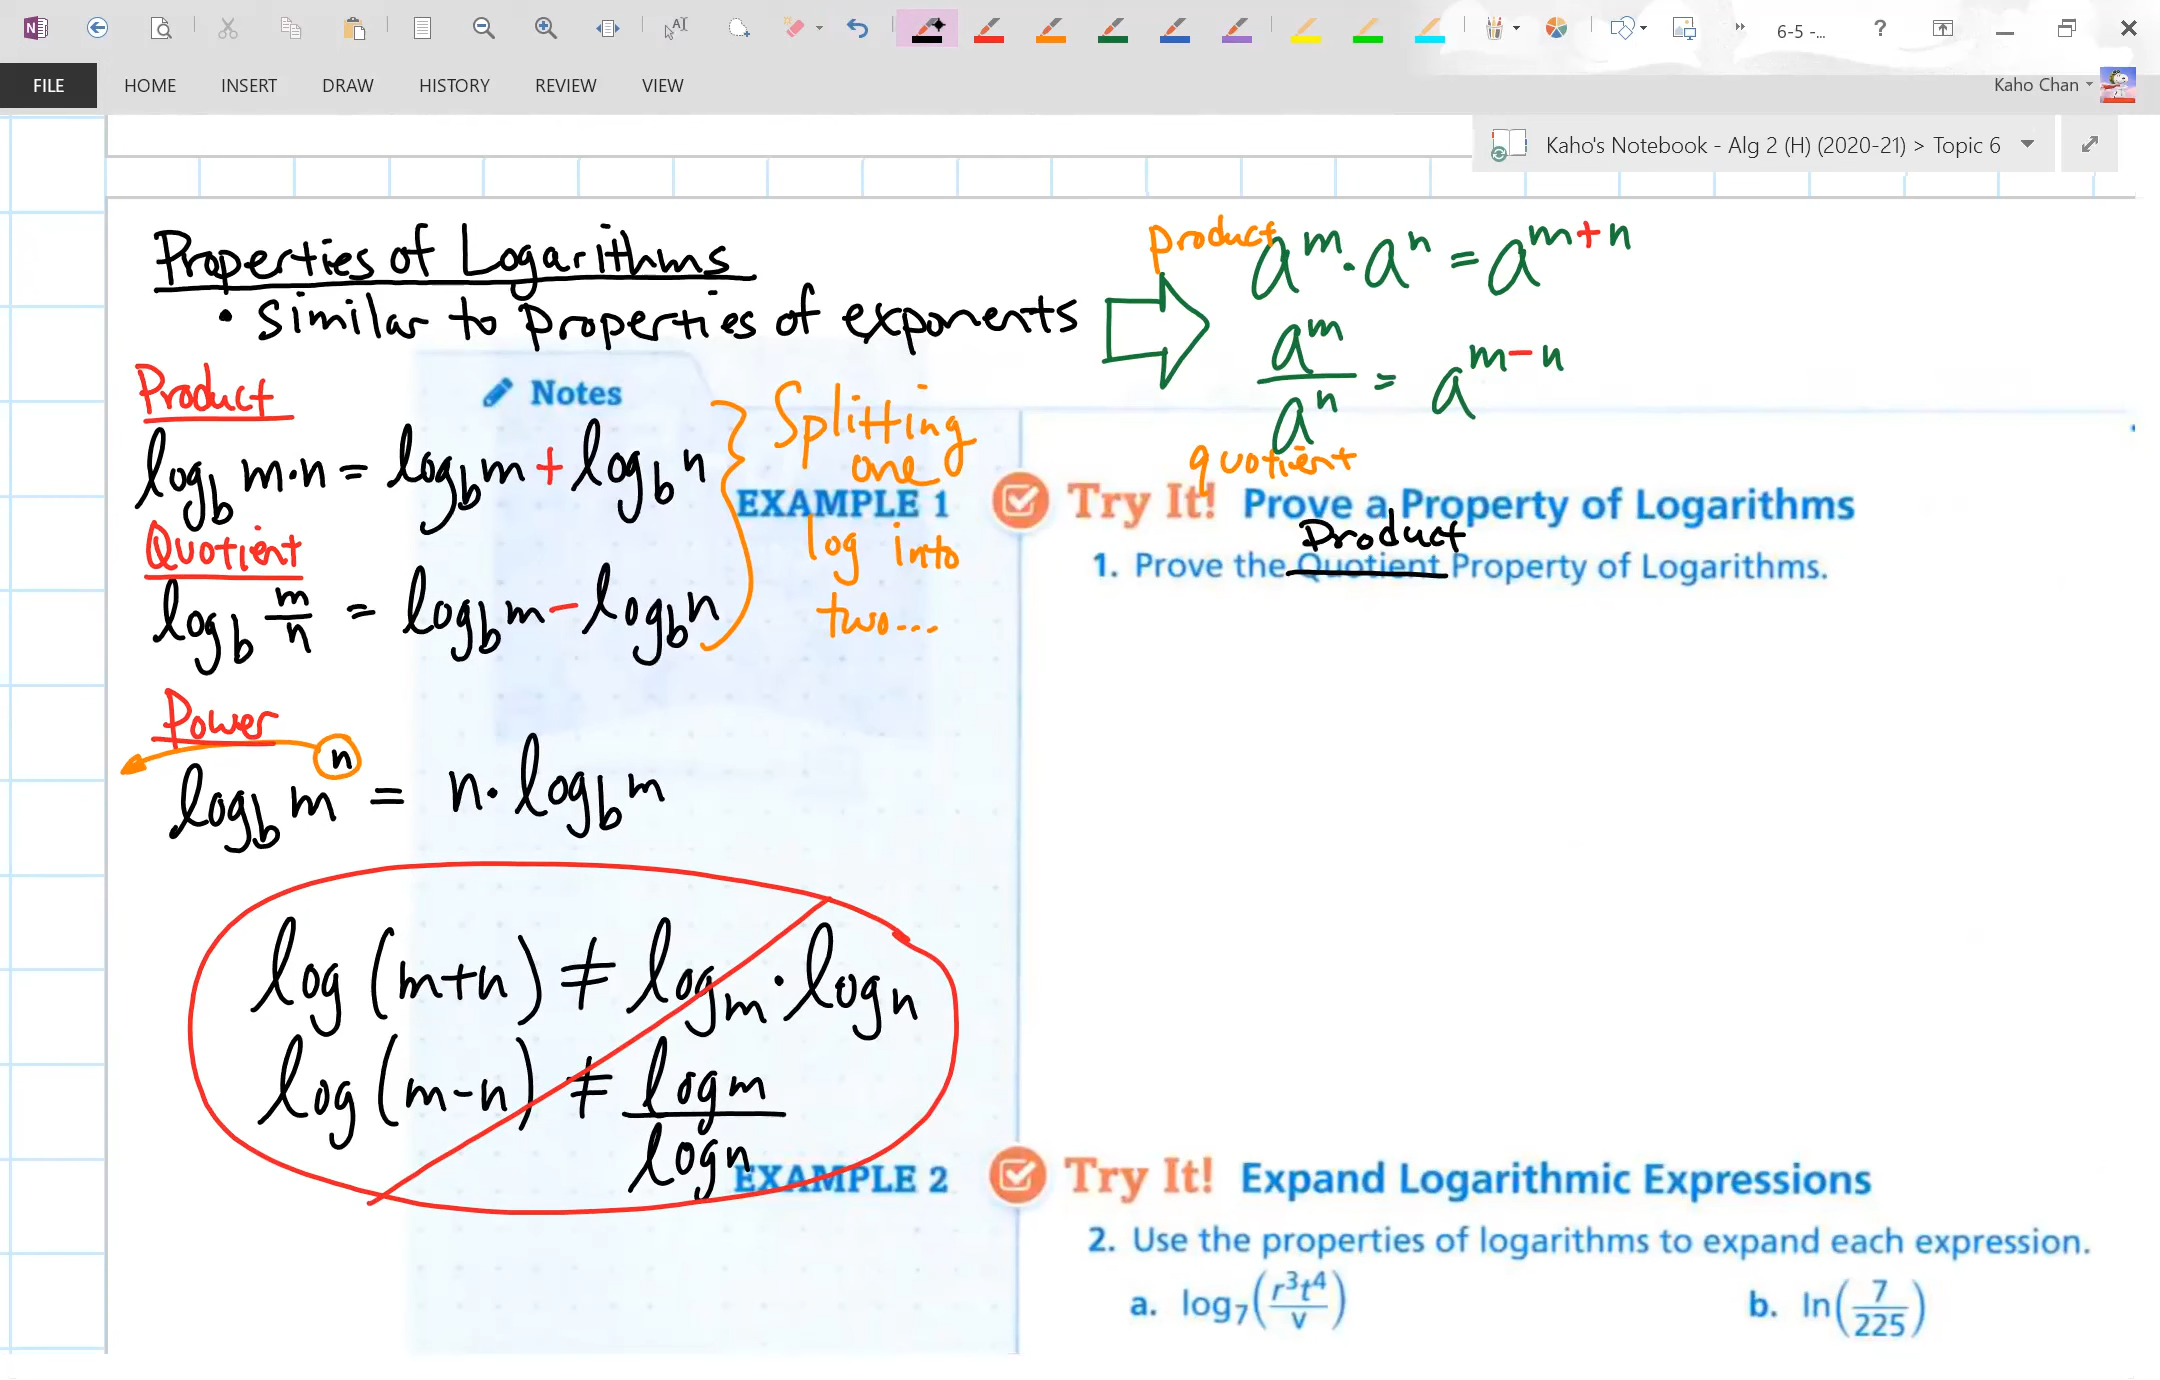 6-5 -...
FILE HOME INSERT DRAW HISTORY REVIEW VIEW
Kaho Chan
Kaho's Notebook - Alg 2 (H) (2020-21) > Topic 6
Properties of Logarithms
• Similar to properties of exponents
product
a^m · a^n = a^{m+n}
a^m / a^n = a^{m-n}
quotient
Product
log_b m·n = log_b m + log_b n
Quotient
log_b m/n = log_b m - log_b n
Notes
Splitting
one
log into
two...
Power
log_b m^n = n · log_b m
log (m+n) ≠ log m · log n
log (m-n) ≠ log m / log n
EXAMPLE 1
Try It! Prove a Property of Logarithms
Product
1. Prove the Quotient Property of Logarithms.
EXAMPLE 2
Try It! Expand Logarithmic Expressions
2. Use the properties of logarithms to expand each expression.
a. log₇(r³t⁴/v)
b. ln(7/225)